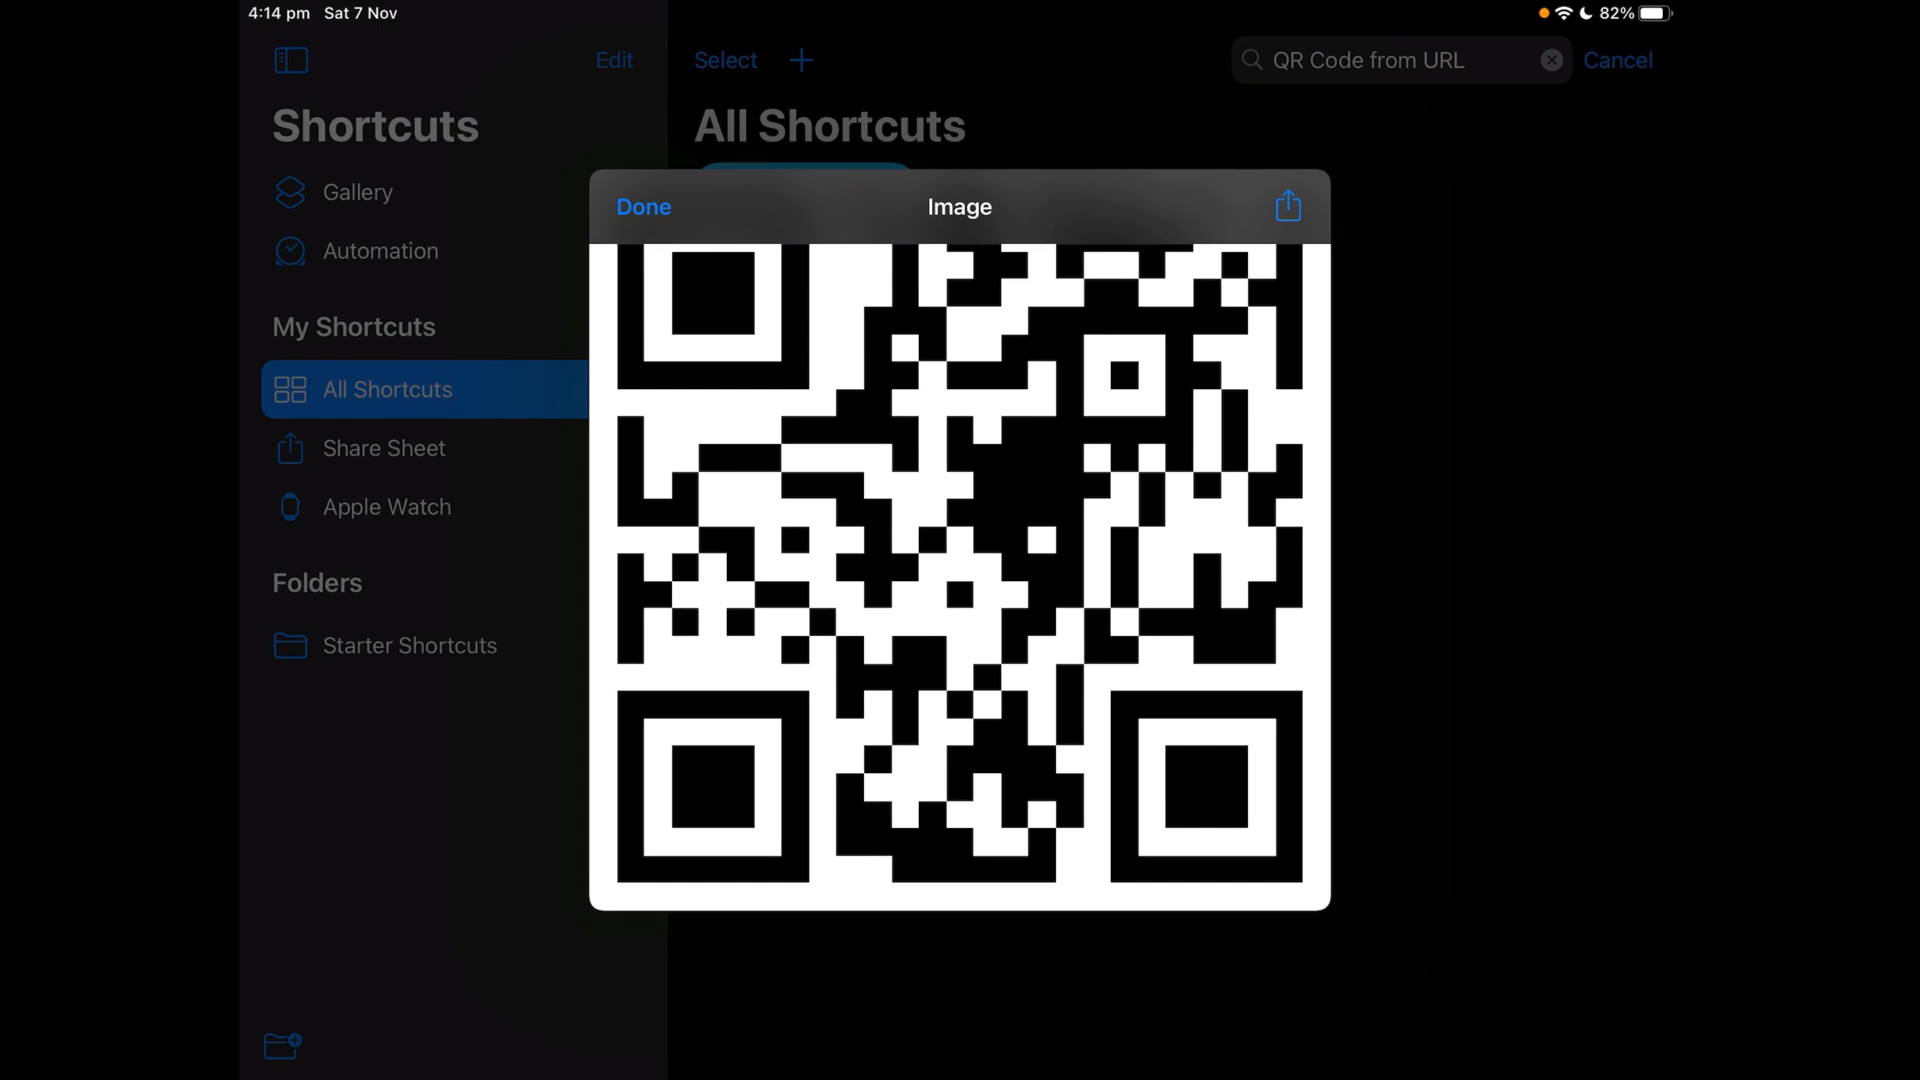 4:14 pm Sat 7 Nov
82%
Edit
Select
QR Code from URL
Cancel
Shortcuts
All Shortcuts
Gallery
Done
Image
Automation
My Shortcuts
All Shortcuts
Share Sheet
Apple Watch
Folders
Starter Shortcuts